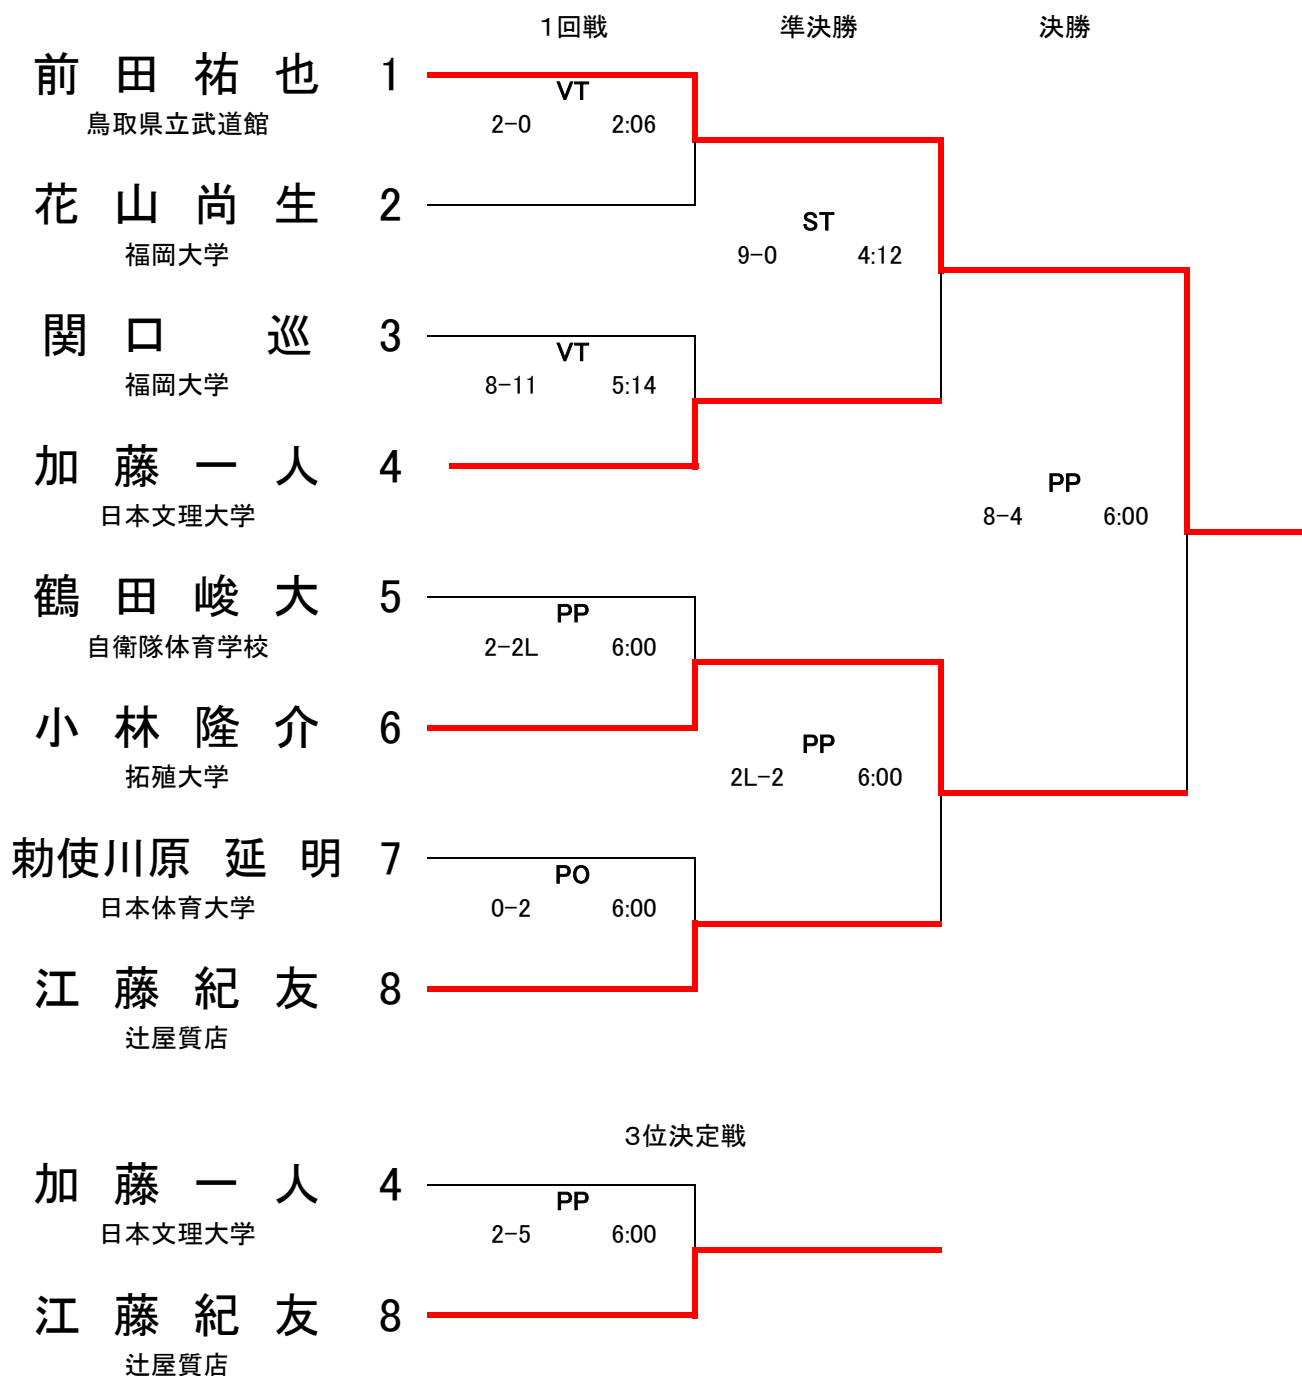 １回戦 準決勝 決勝
前田祐也 1
鳥取県立武道館
VT
2-0 2:06
花山尚生 2
福岡大学
ST
9-0 4:12
関口 巡 3
福岡大学
VT
8-11 5:14
加藤一人 4
日本文理大学
PP
8-4 6:00
鶴田峻大 5
自衛隊体育学校
PP
2-2L 6:00
小林隆介 6
拓殖大学
PP
2L-2 6:00
勅使川原延明 7
日本体育大学
PO
0-2 6:00
江藤紀友 8
辻屋質店
３位決定戦
加藤一人 4
日本文理大学
PP
2-5 6:00
江藤紀友 8
辻屋質店